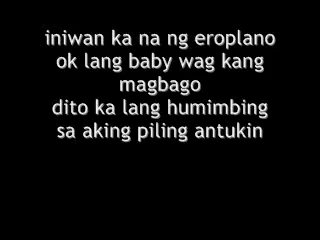 iniwan ka na ng eroplano
ok lang baby wag kang
magbago
dito ka lang humimbing
sa aking piling antukin